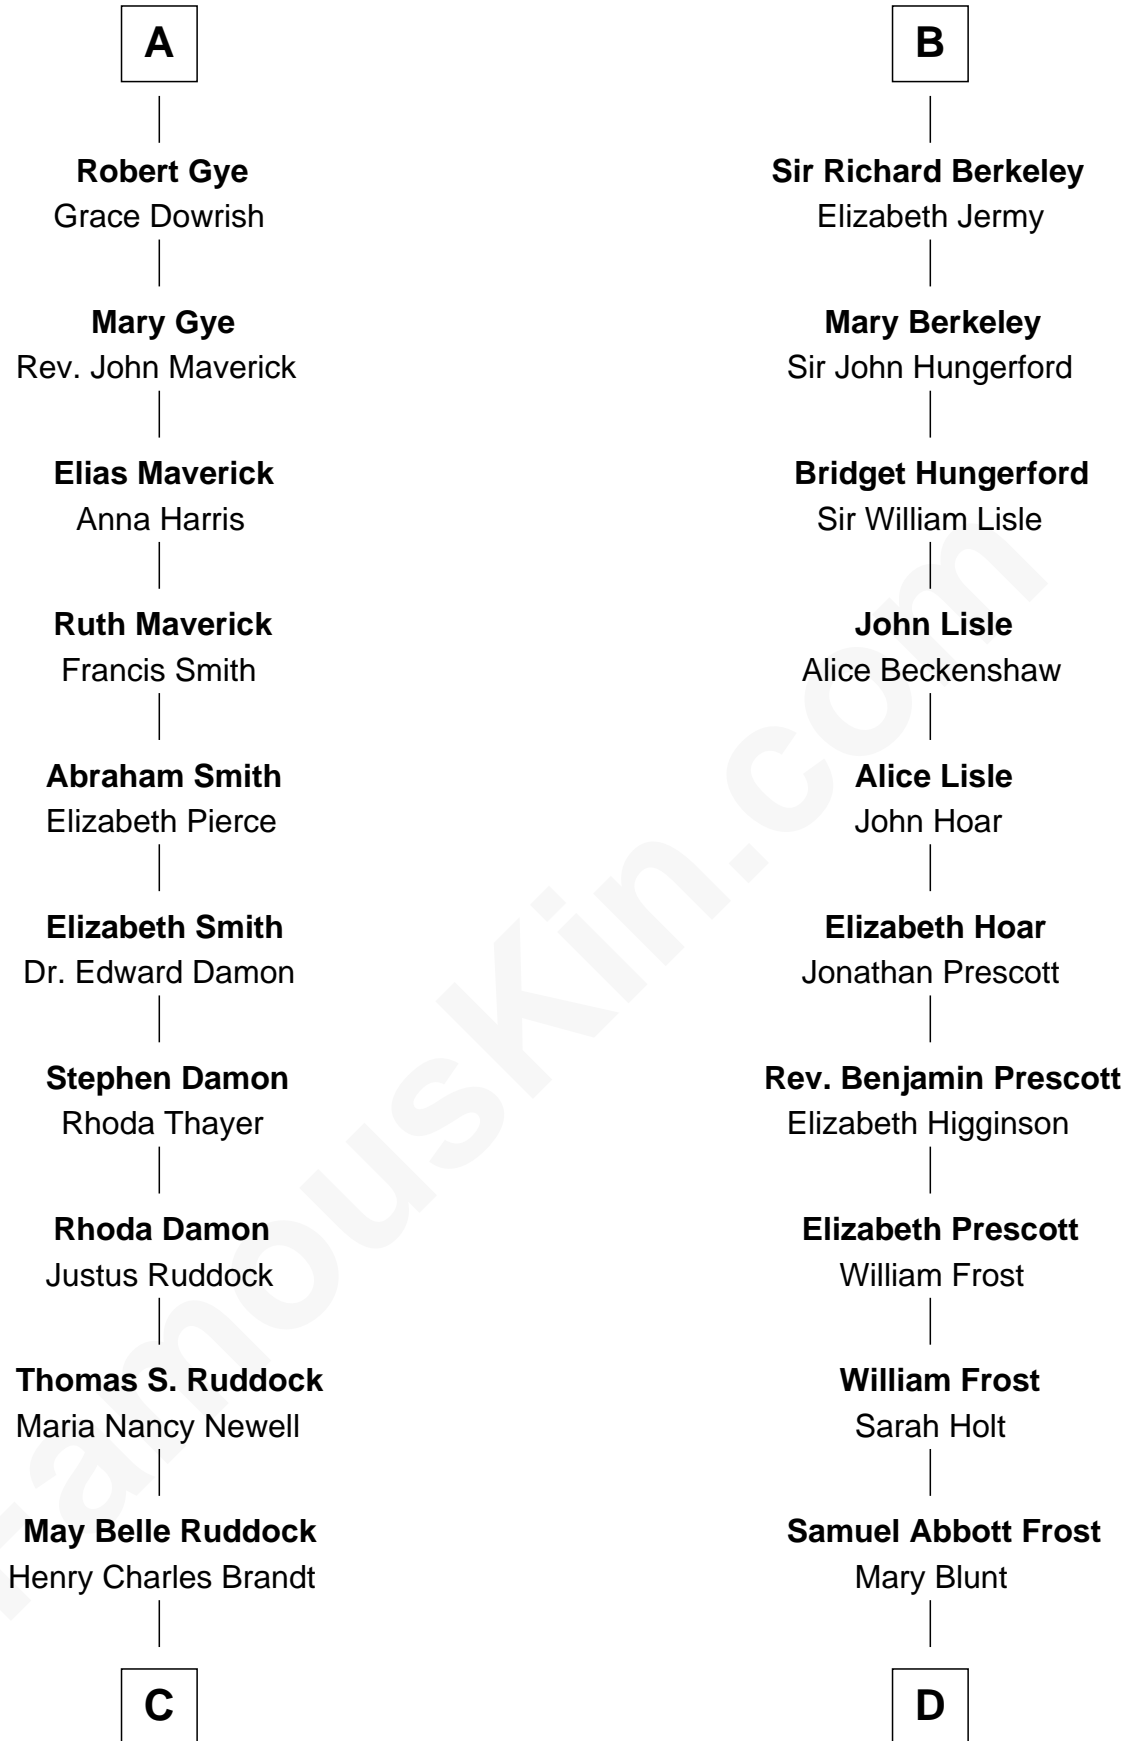 A
Robert Gye
Grace Dowrish
Mary Gye
Rev. John Maverick
Elias Maverick
Anna Harris
Ruth Maverick
Francis Smith
Abraham Smith
Elizabeth Pierce
Elizabeth Smith
Dr. Edward Damon
Stephen Damon
Rhoda Thayer
Rhoda Damon
Justus Ruddock
Thomas S. Ruddock
Maria Nancy Newell
May Belle Ruddock
Henry Charles Brandt
C
B
Sir Richard Berkeley
Elizabeth Jermy
Mary Berkeley
Sir John Hungerford
Bridget Hungerford
Sir William Lisle
John Lisle
Alice Beckenshaw
Alice Lisle
John Hoar
Elizabeth Hoar
Jonathan Prescott
Rev. Benjamin Prescott
Elizabeth Higginson
Elizabeth Prescott
William Frost
William Frost
Sarah Holt
Samuel Abbott Frost
Mary Blunt
D
FamousKin.com